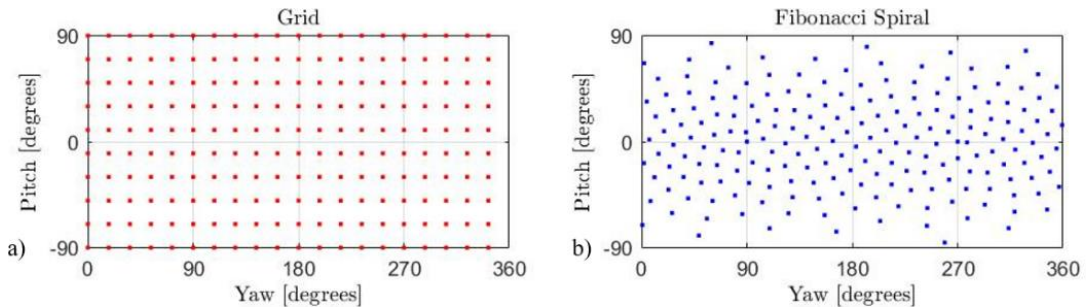 Grid
90
0
-90
Pitch [degrees]
0 90 180 270 360
Yaw [degrees]
a)
Fibonacci Spiral
90
0
-90
Pitch [degrees]
0 90 180 270 360
Yaw [degrees]
b)